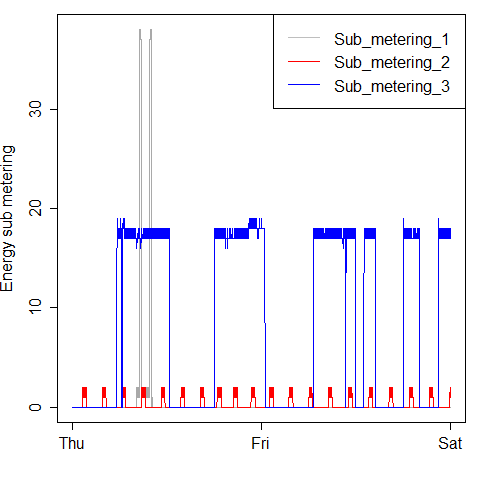 Sub_metering_1
Sub_metering_2
Sub_metering_3
Energy sub metering
30
20
10
0
Thu Fri Sat